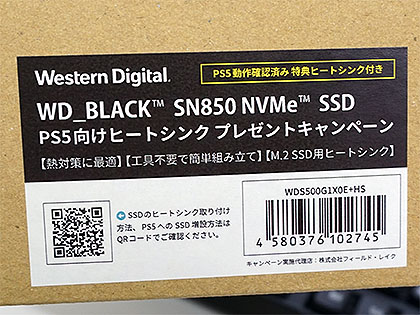 Western Digital.
PS5動作確認済み 特典ヒートシンク付き
WD_BLACK™ SN850 NVMe™ SSD
PS5向けヒートシンク プレゼントキャンペーン
【熱対策に最適】【工具不要で簡単組み立て】【M.2 SSD用ヒートシンク】
SSDのヒートシンク取り付け
方法、PS5へのSSD増設方法は
QRコードでご確認ください。
WDS500G1X0E+HS
4 580376 102745
キャンペーン実施代理店：株式会社フィールド・レイク